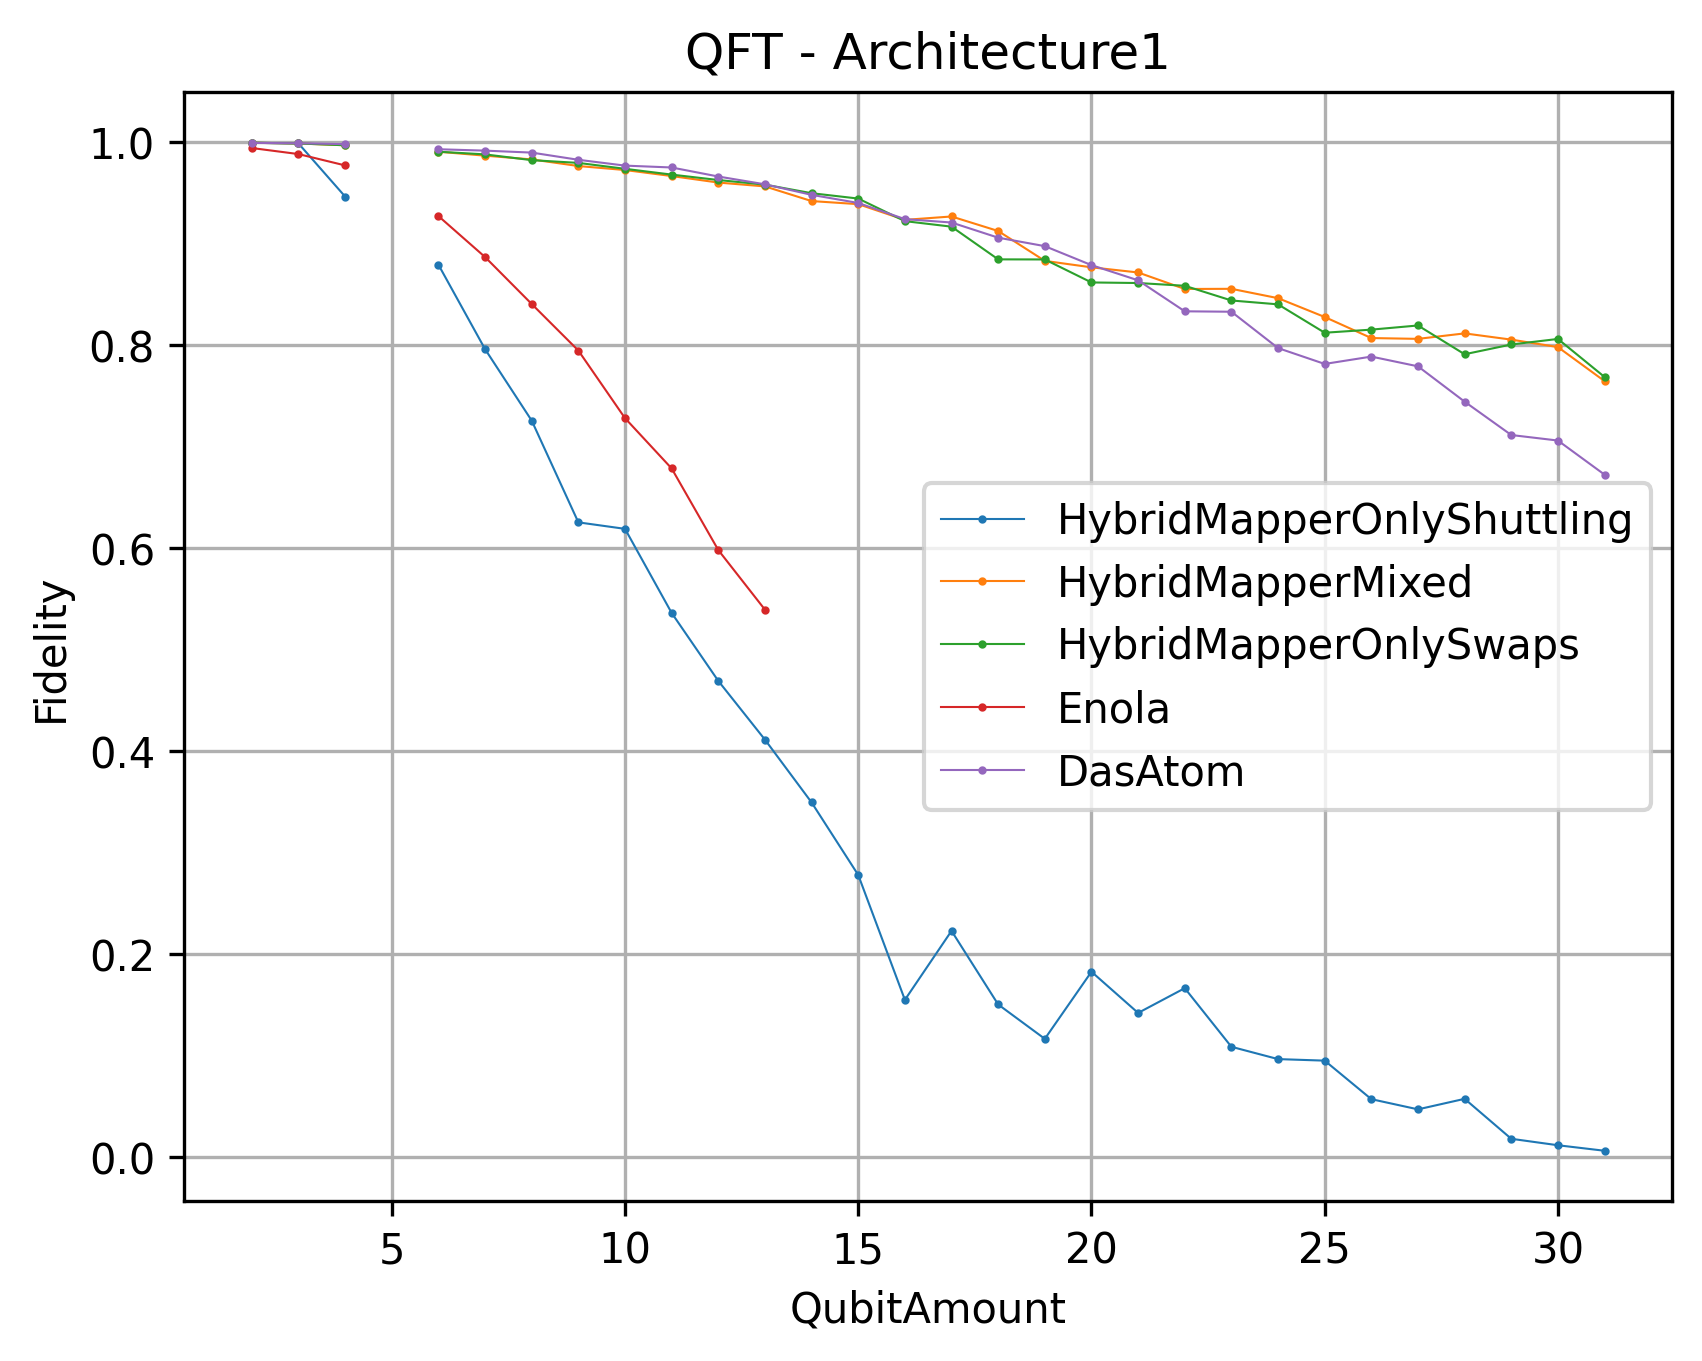 QFT - Architecture1
1.0
0.8
0.6
0.4
0.2
0.0
Fidelity
HybridMapperOnlyShuttling
HybridMapperMixed
HybridMapperOnlySwaps
Enola
DasAtom
5 10 15 20 25 30
QubitAmount